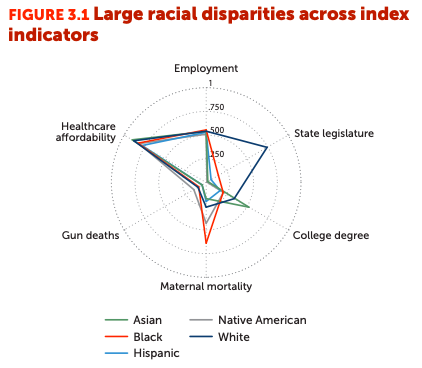 FIGURE 3.1 Large racial disparities across index
indicators
Employment
1
.750
.500
.250
Healthcare
affordability
State legislature
Gun deaths
College degree
Maternal mortality
Asian
Native American
Black
White
Hispanic